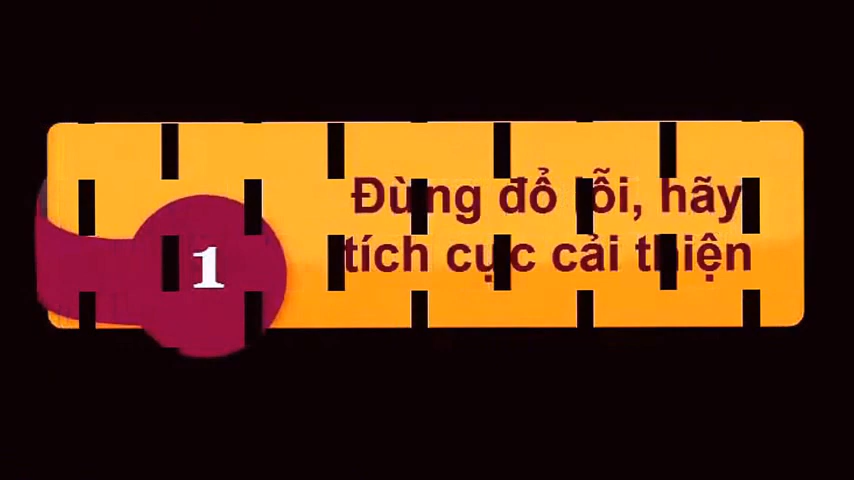 1
Đừng đổ lỗi, hãy
tích cực cải thiện